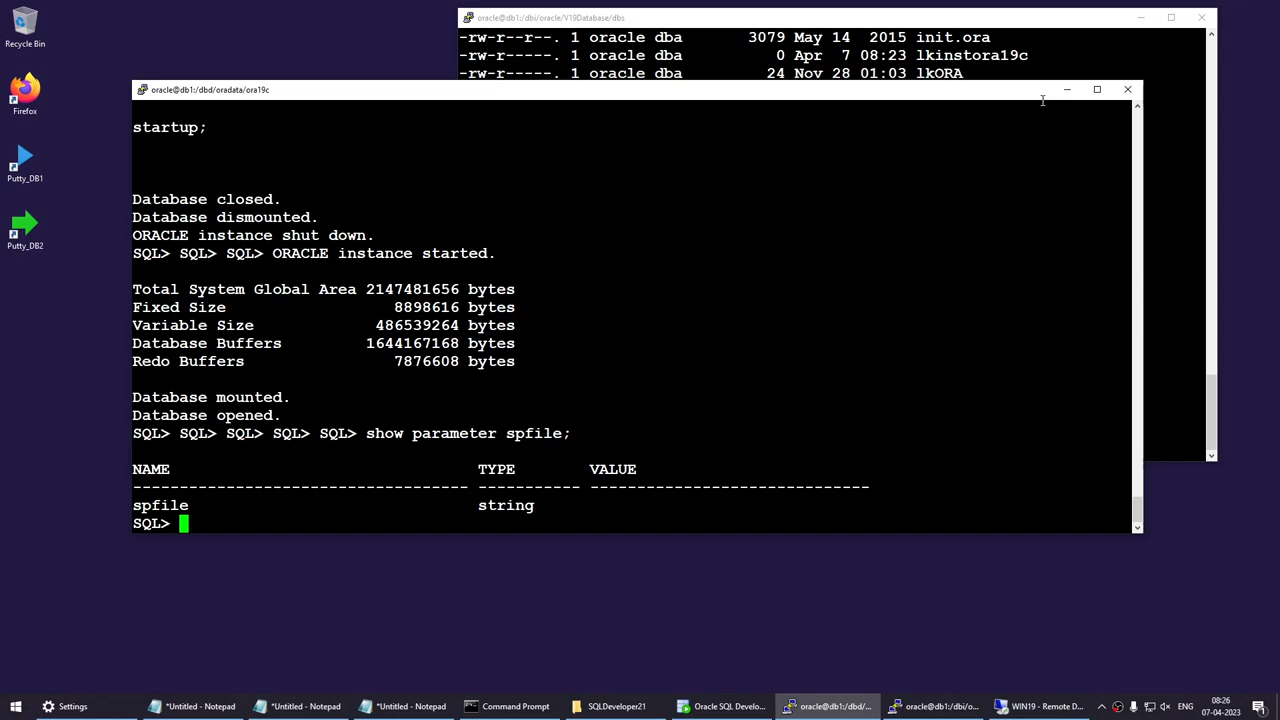 Recycle Bin
Firefox
Putty_DB1
Putty_DB2
oracle@db1:/dbi/oracle/V19Database/dbs
-rw-r--r--. 1 oracle dba       3079 May 14  2015 init.ora
-rw-r-----. 1 oracle dba          0 Apr  7 08:23 lkinstora19c
-rw-r-----. 1 oracle dba         24 Nov 28 01:03 lkORA
oracle@db1:/dbd/oradata/ora19c
startup;
Database closed.
Database dismounted.
ORACLE instance shut down.
SQL> SQL> SQL> ORACLE instance started.
Total System Global Area 2147481656 bytes
Fixed Size                  8898616 bytes
Variable Size             486539264 bytes
Database Buffers         1644167168 bytes
Redo Buffers                7876608 bytes
Database mounted.
Database opened.
SQL> SQL> SQL> SQL> SQL> show parameter spfile;
NAME                                 TYPE        VALUE
------------------------------------ ----------- ------------------------------
spfile                               string
SQL>
Settings
*Untitled - Notepad
*Untitled - Notepad
*Untitled - Notepad
Command Prompt
SQLDeveloper21
Oracle SQL Develo...
oracle@db1:/dbd/...
oracle@db1:/dbi/o...
WIN19 - Remote D...
ENG
08:26
07-04-2023